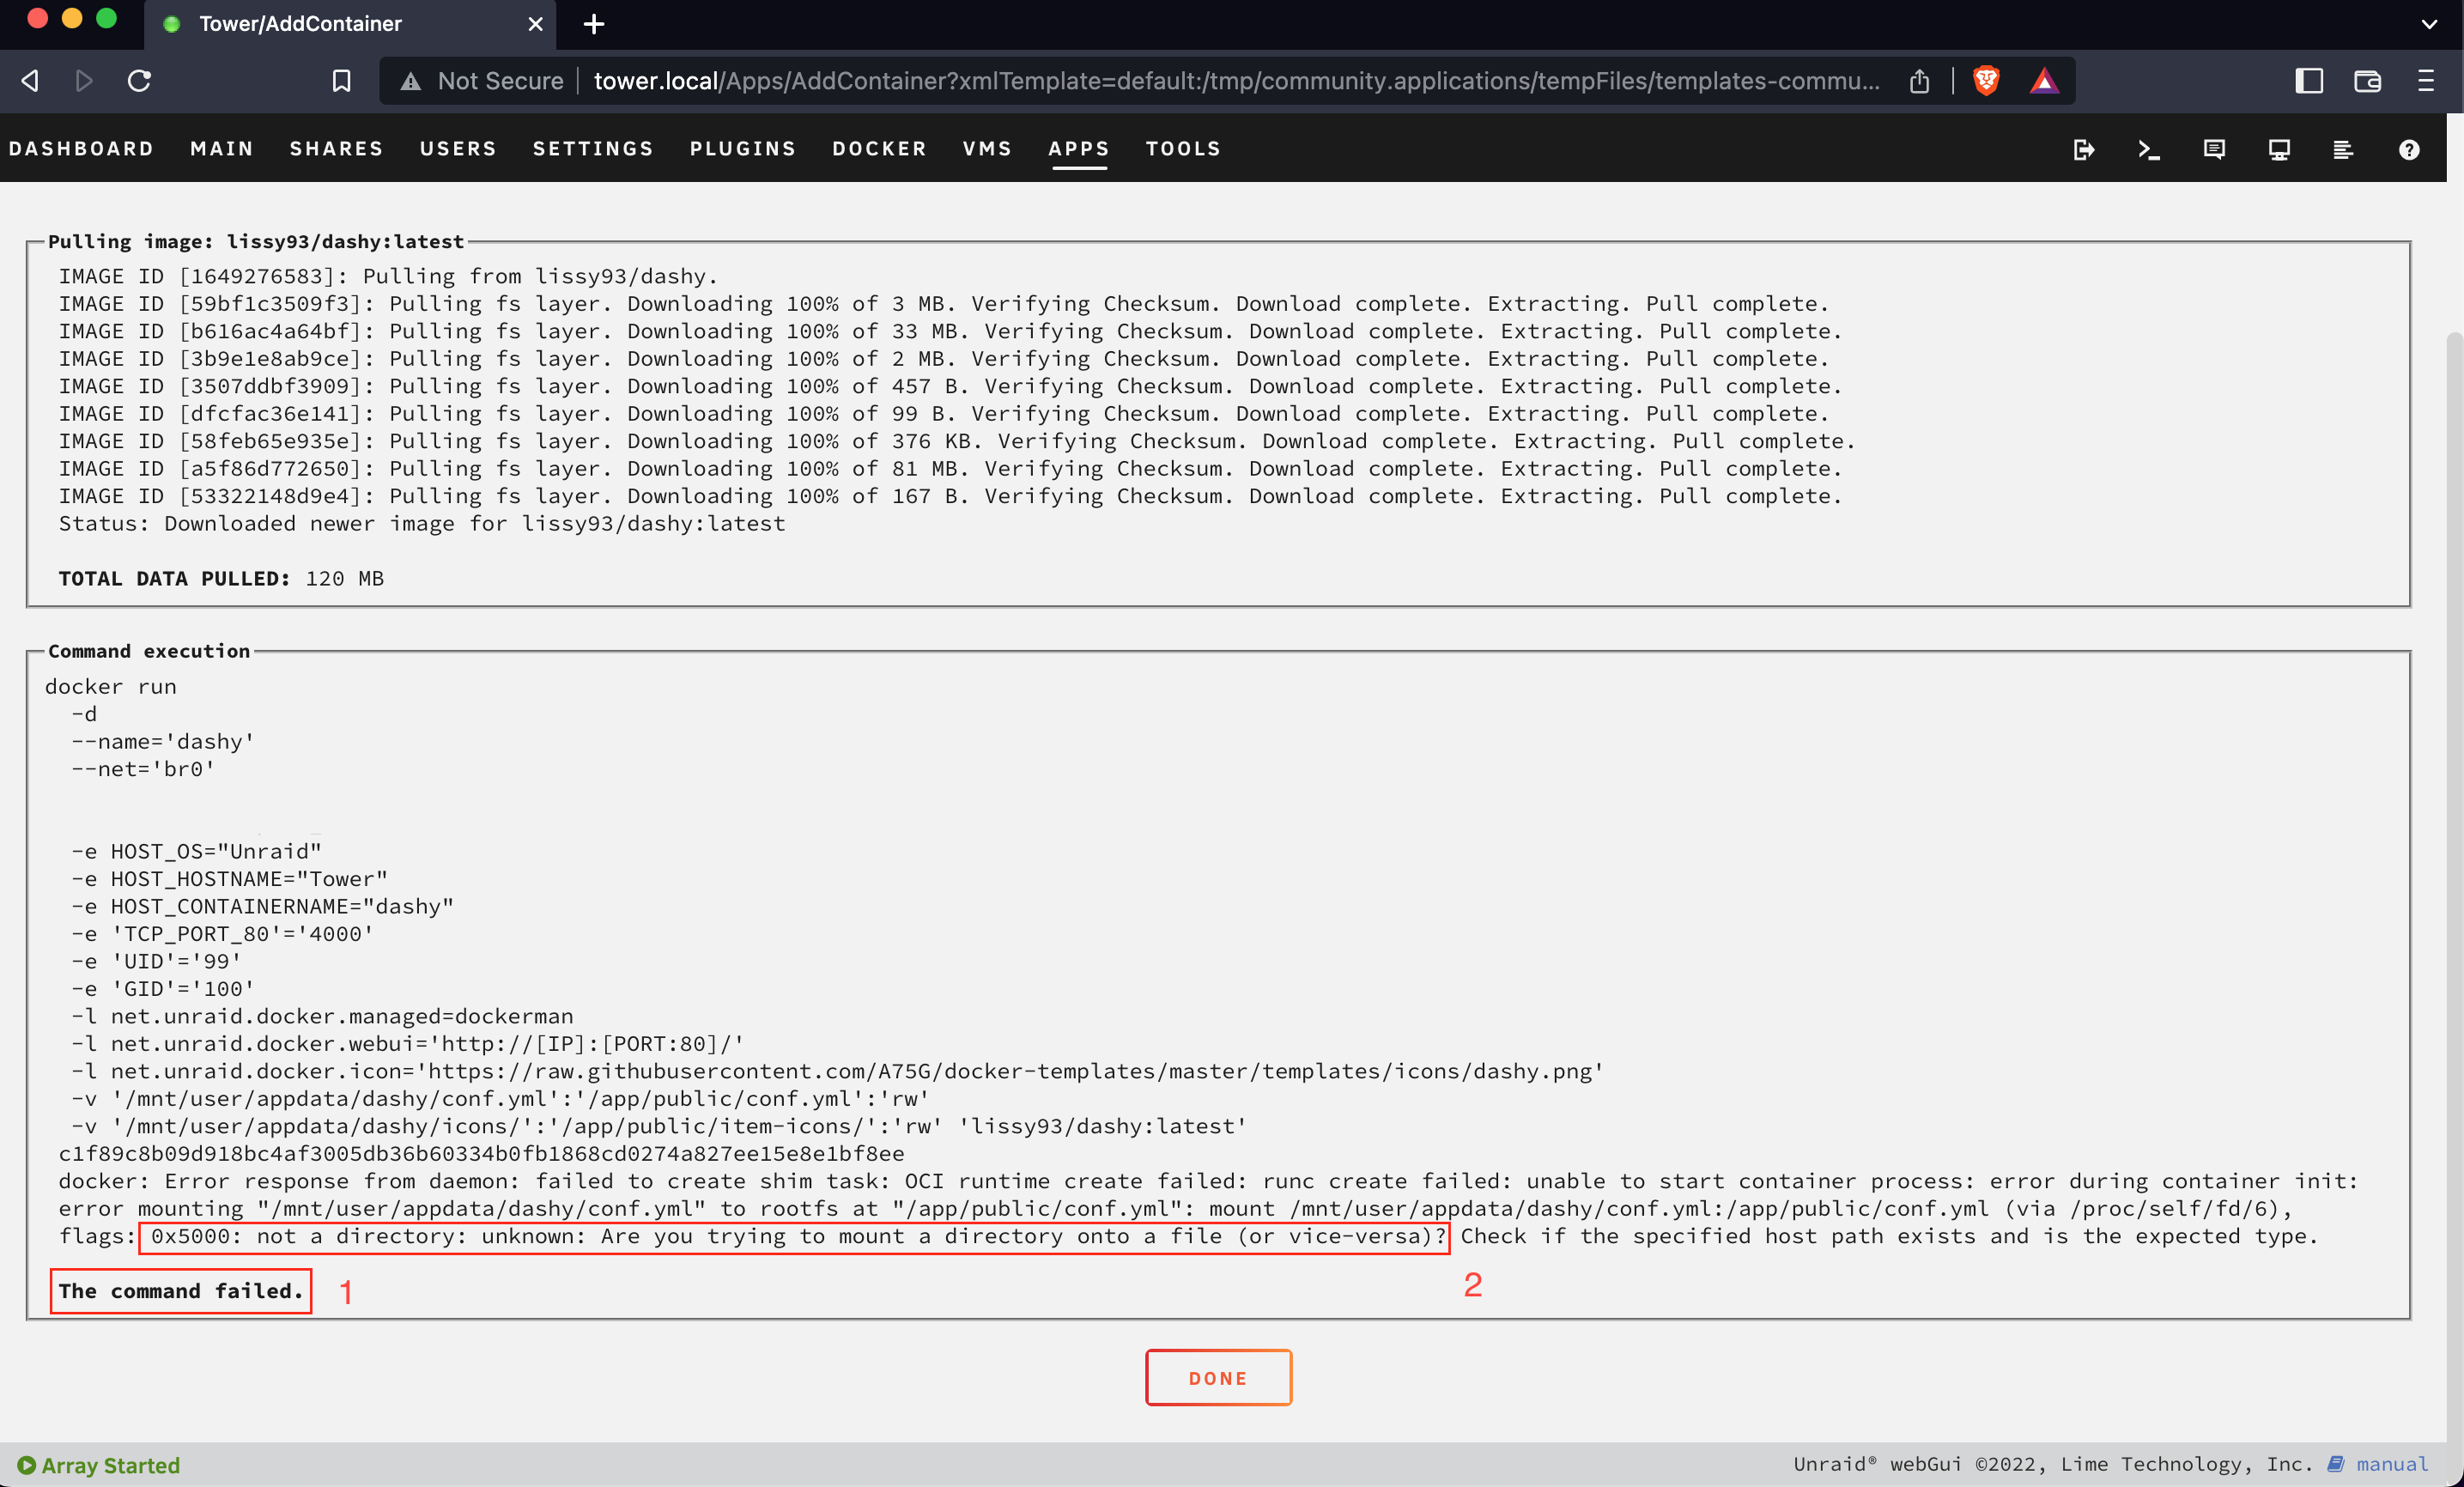 Tower/AddContainer
Not Secure tower.local/Apps/AddContainer?xmlTemplate=default:/tmp/community.applications/tempFiles/templates-commu...
DASHBOARD MAIN SHARES USERS SETTINGS PLUGINS DOCKER VMS APPS TOOLS
Pulling image: lissy93/dashy:latest
IMAGE ID [1649276583]: Pulling from lissy93/dashy.
IMAGE ID [59bf1c3509f3]: Pulling fs layer. Downloading 100% of 3 MB. Verifying Checksum. Download complete. Extracting. Pull complete.
IMAGE ID [b616ac4a64bf]: Pulling fs layer. Downloading 100% of 33 MB. Verifying Checksum. Download complete. Extracting. Pull complete.
IMAGE ID [3b9e1e8ab9ce]: Pulling fs layer. Downloading 100% of 2 MB. Verifying Checksum. Download complete. Extracting. Pull complete.
IMAGE ID [3507ddbf3909]: Pulling fs layer. Downloading 100% of 457 B. Verifying Checksum. Download complete. Extracting. Pull complete.
IMAGE ID [dfcfac36e141]: Pulling fs layer. Downloading 100% of 99 B. Verifying Checksum. Download complete. Extracting. Pull complete.
IMAGE ID [58feb65e935e]: Pulling fs layer. Downloading 100% of 376 KB. Verifying Checksum. Download complete. Extracting. Pull complete.
IMAGE ID [a5f86d772650]: Pulling fs layer. Downloading 100% of 81 MB. Verifying Checksum. Download complete. Extracting. Pull complete.
IMAGE ID [53322148d9e4]: Pulling fs layer. Downloading 100% of 167 B. Verifying Checksum. Download complete. Extracting. Pull complete.
Status: Downloaded newer image for lissy93/dashy:latest
TOTAL DATA PULLED: 120 MB
Command execution
docker run
-d
--name='dashy'
--net='br0'
-e HOST_OS="Unraid"
-e HOST_HOSTNAME="Tower"
-e HOST_CONTAINERNAME="dashy"
-e 'TCP_PORT_80'='4000'
-e 'UID'='99'
-e 'GID'='100'
-l net.unraid.docker.managed=dockerman
-l net.unraid.docker.webui='http://[IP]:[PORT:80]/'
-l net.unraid.docker.icon='https://raw.githubusercontent.com/A75G/docker-templates/master/templates/icons/dashy.png'
-v '/mnt/user/appdata/dashy/conf.yml':'/app/public/conf.yml':'rw'
-v '/mnt/user/appdata/dashy/icons/':'/app/public/item-icons/':'rw' 'lissy93/dashy:latest'
c1f89c8b09d918bc4af3005db36b60334b0fb1868cd0274a827ee15e8e1bf8ee
docker: Error response from daemon: failed to create shim task: OCI runtime create failed: runc create failed: unable to start container process: error during container init:
error mounting "/mnt/user/appdata/dashy/conf.yml" to rootfs at "/app/public/conf.yml": mount /mnt/user/appdata/dashy/conf.yml:/app/public/conf.yml (via /proc/self/fd/6),
flags: 0x5000: not a directory: unknown: Are you trying to mount a directory onto a file (or vice-versa)? Check if the specified host path exists and is the expected type.
The command failed. 1 2
DONE
Array Started Unraid® webGui ©2022, Lime Technology, Inc. manual